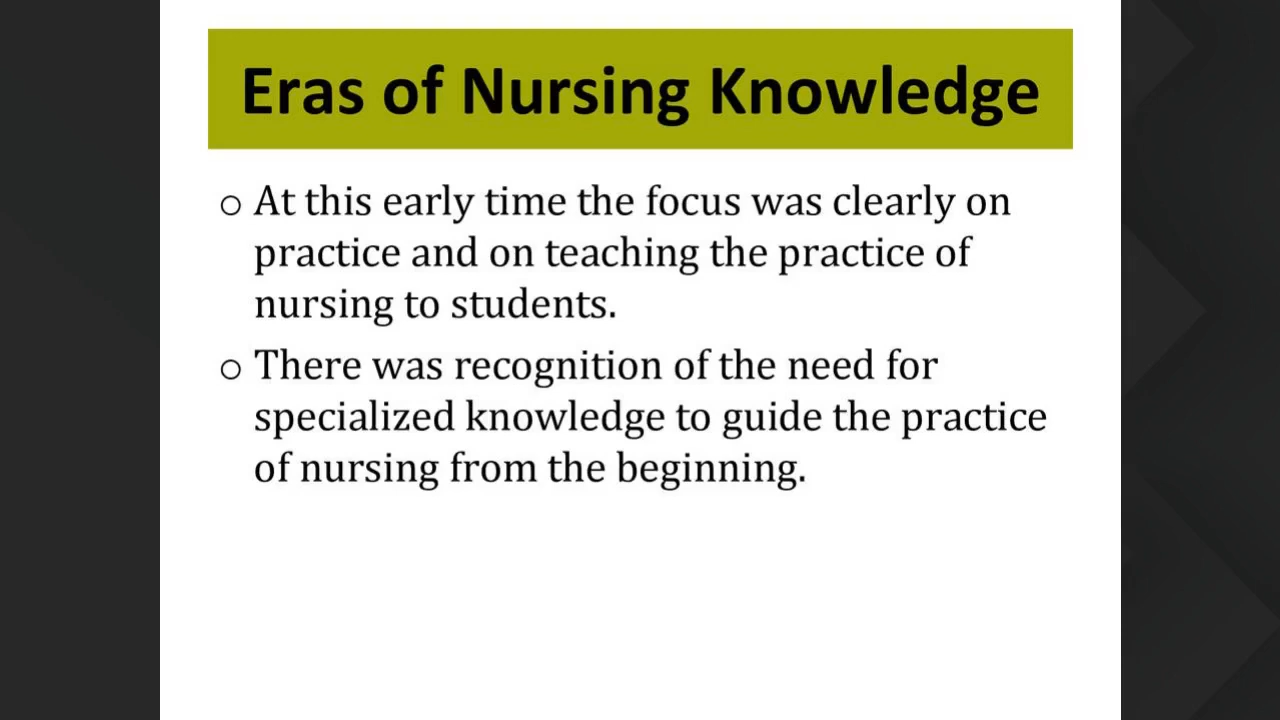 Eras of Nursing Knowledge
o At this early time the focus was clearly on
practice and on teaching the practice of
nursing to students.
o There was recognition of the need for
specialized knowledge to guide the practice
of nursing from the beginning.